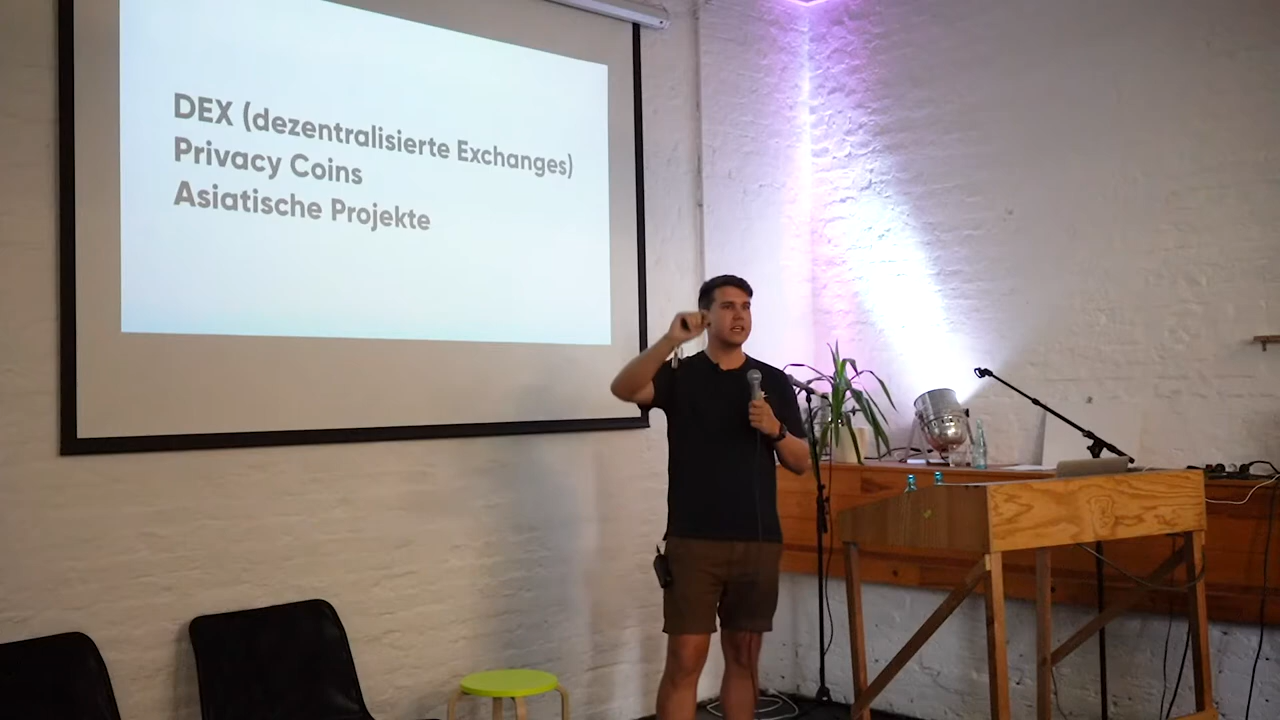 DEX (dezentralisierte Exchanges)
Privacy Coins
Asiatische Projekte